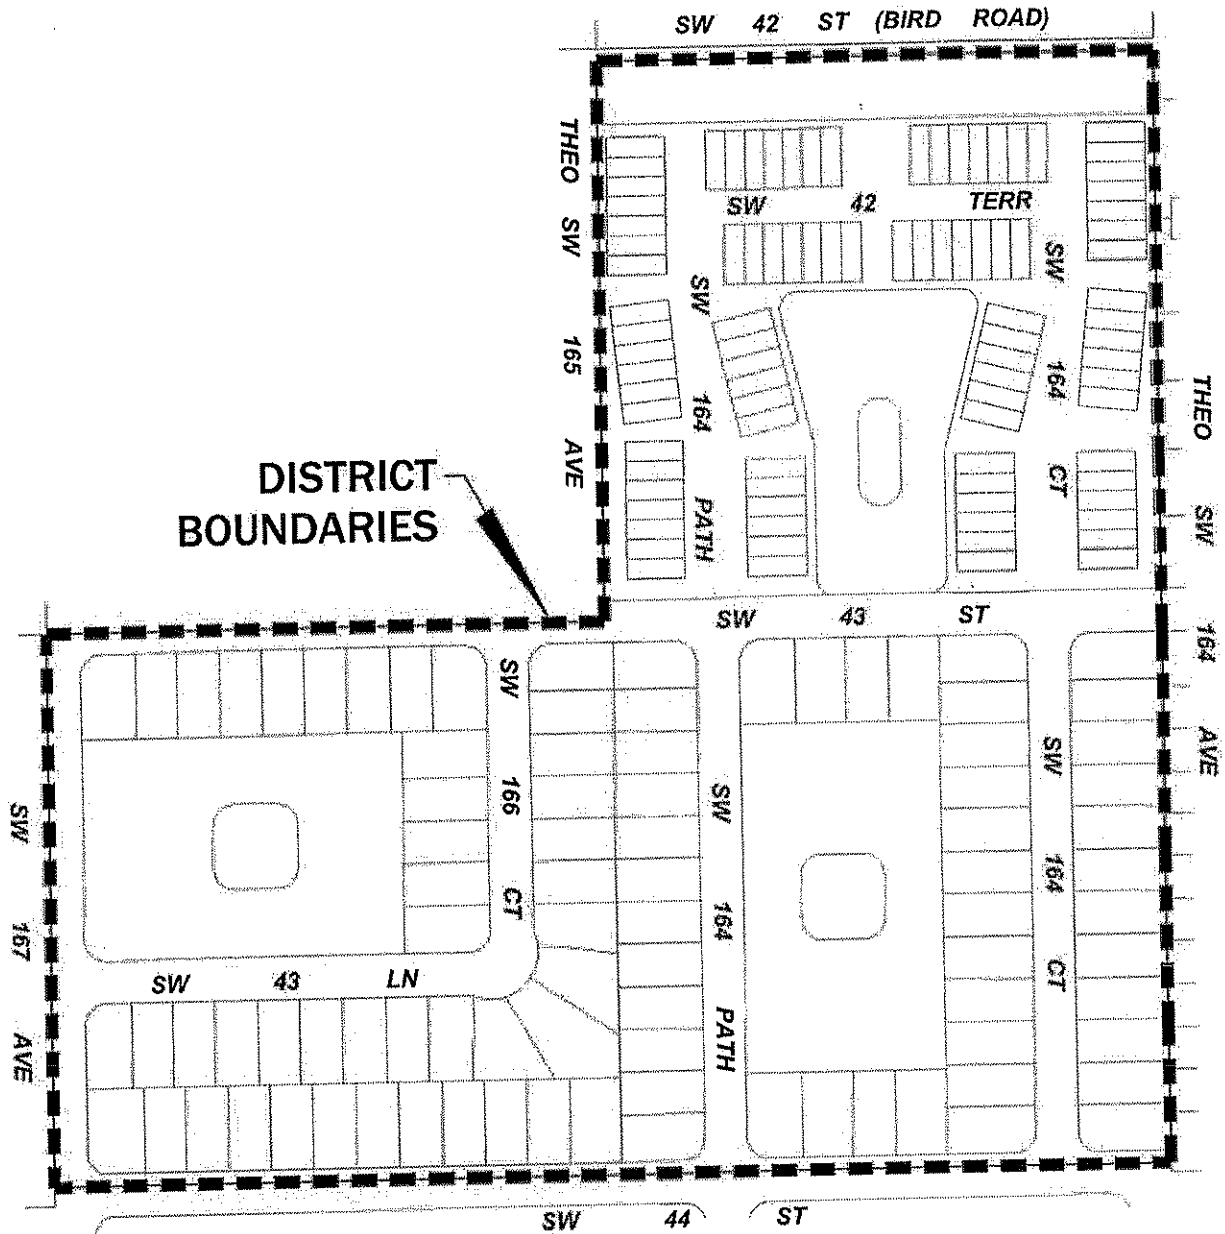 SW 42 ST (BIRD ROAD)
THEO SW 165 AVE
SW 42 TERR
SW 164 PATH
SW 164 CT
THEO SW 164 AVE
DISTRICT
BOUNDARIES
SW 43 ST
SW 166 CT
SW 164 PATH
SW 164 CT
SW 167 AVE
SW 43 LN
SW 44 ST